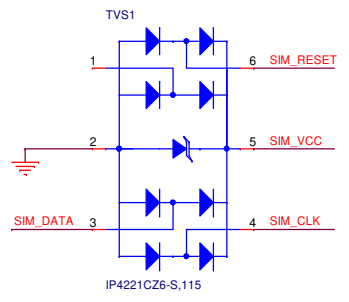 TVS1
1
6 SIM_RESET
2
5 SIM_VCC
SIM_DATA 3
4 SIM_CLK
IP4221CZ6-S,115